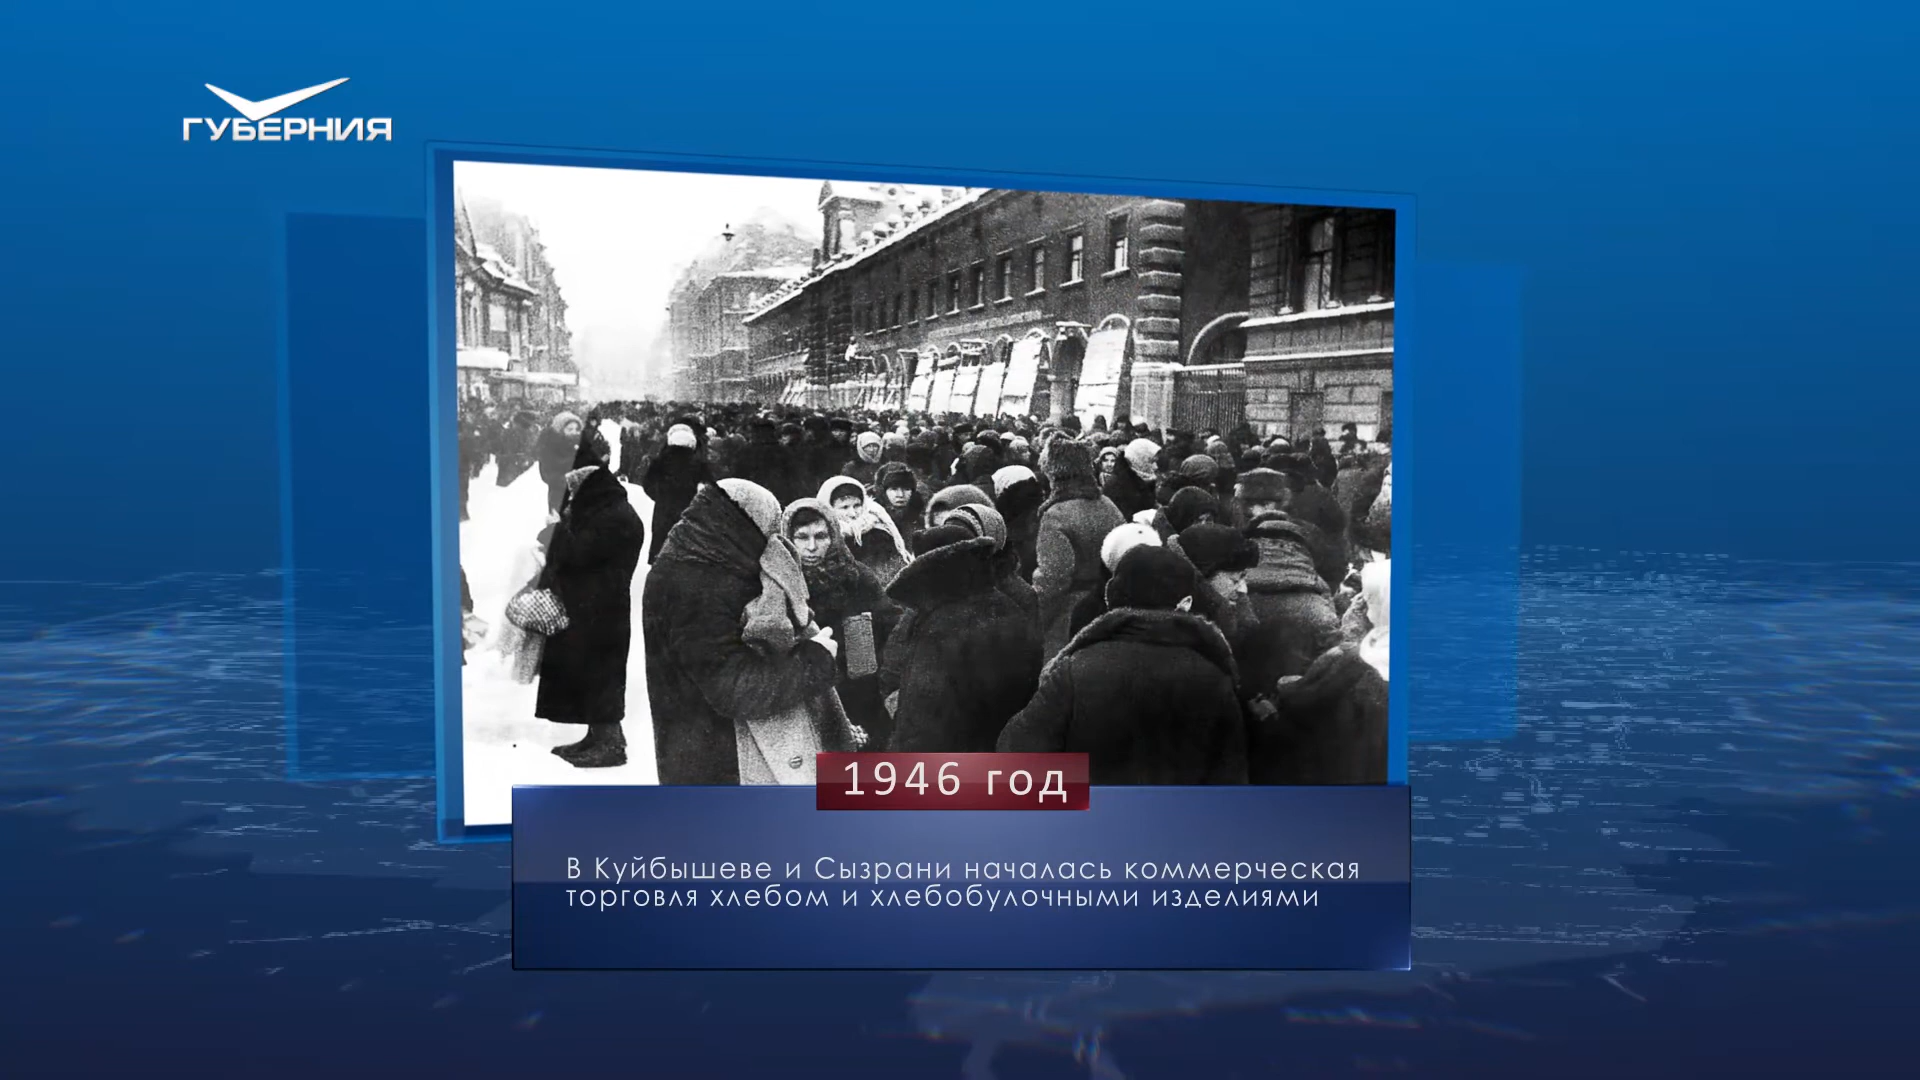 ГУБЕРНИЯ
1946 год
В Куйбышеве и Сызрани началась коммерческая
торговля хлебом и хлебобулочными изделиями